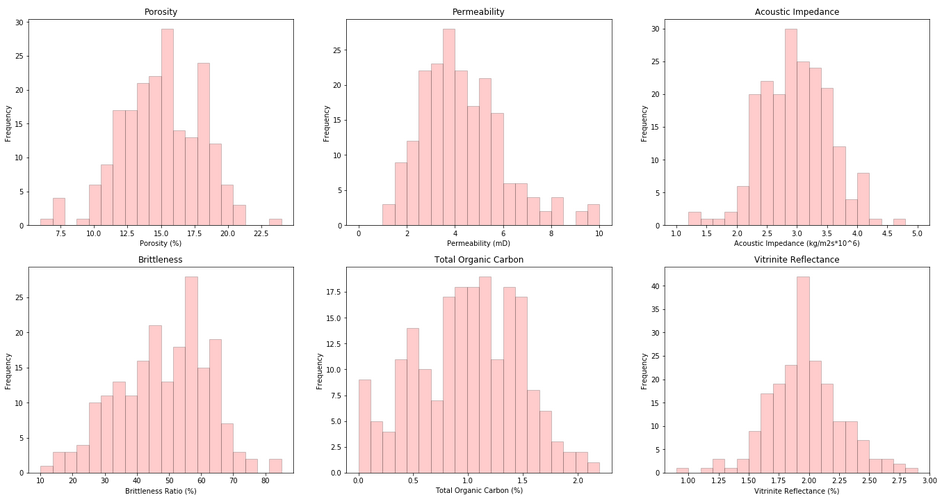 Porosity
Frequency
30
25
20
15
10
5
0
7.5 10.0 12.5 15.0 17.5 20.0 22.5
Porosity (%)
Permeability
Frequency
25
20
15
10
5
0
0 2 4 6 8 10
Permeability (mD)
Acoustic Impedance
Frequency
30
25
20
15
10
5
0
1.0 1.5 2.0 2.5 3.0 3.5 4.0 4.5 5.0
Acoustic Impedance (kg/m2s*10^6)
Brittleness
Frequency
25
20
15
10
5
0
10 20 30 40 50 60 70 80
Brittleness Ratio (%)
Total Organic Carbon
Frequency
17.5
15.0
12.5
10.0
7.5
5.0
2.5
0.0
0.0 0.5 1.0 1.5 2.0
Total Organic Carbon (%)
Vitrinite Reflectance
Frequency
40
35
30
25
20
15
10
5
0
1.00 1.25 1.50 1.75 2.00 2.25 2.50 2.75 3.00
Vitrinite Reflectance (%)